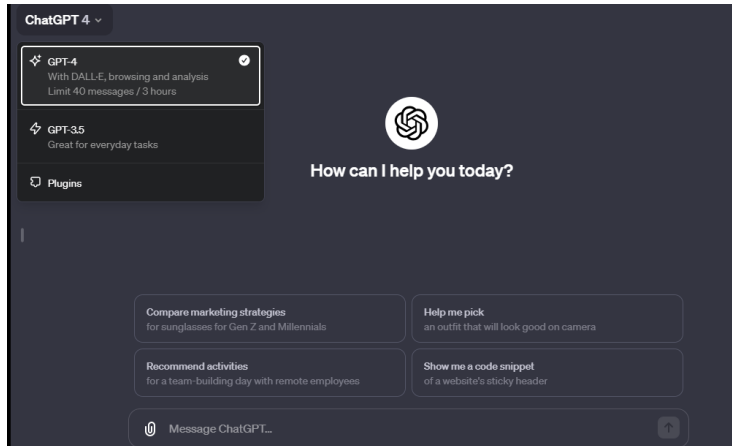 ChatGPT 4
GPT-4
With DALL·E, browsing and analysis
Limit 40 messages / 3 hours
GPT-3.5
Great for everyday tasks
Plugins
How can I help you today?
Compare marketing strategies
for sunglasses for Gen Z and Millennials
Help me pick
an outfit that will look good on camera
Recommend activities
for a team-building day with remote employees
Show me a code snippet
of a website's sticky header
Message ChatGPT...